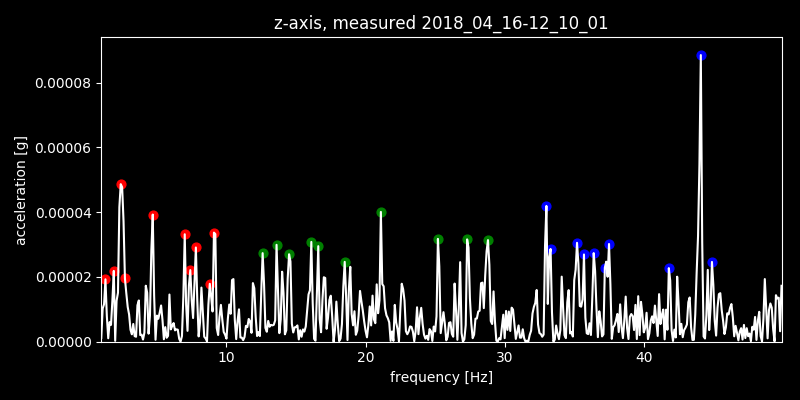 z-axis, measured 2018_04_16-12_10_01
0.00008
0.00006
0.00004
0.00002
0.00000
acceleration [g]
10 20 30 40
frequency [Hz]